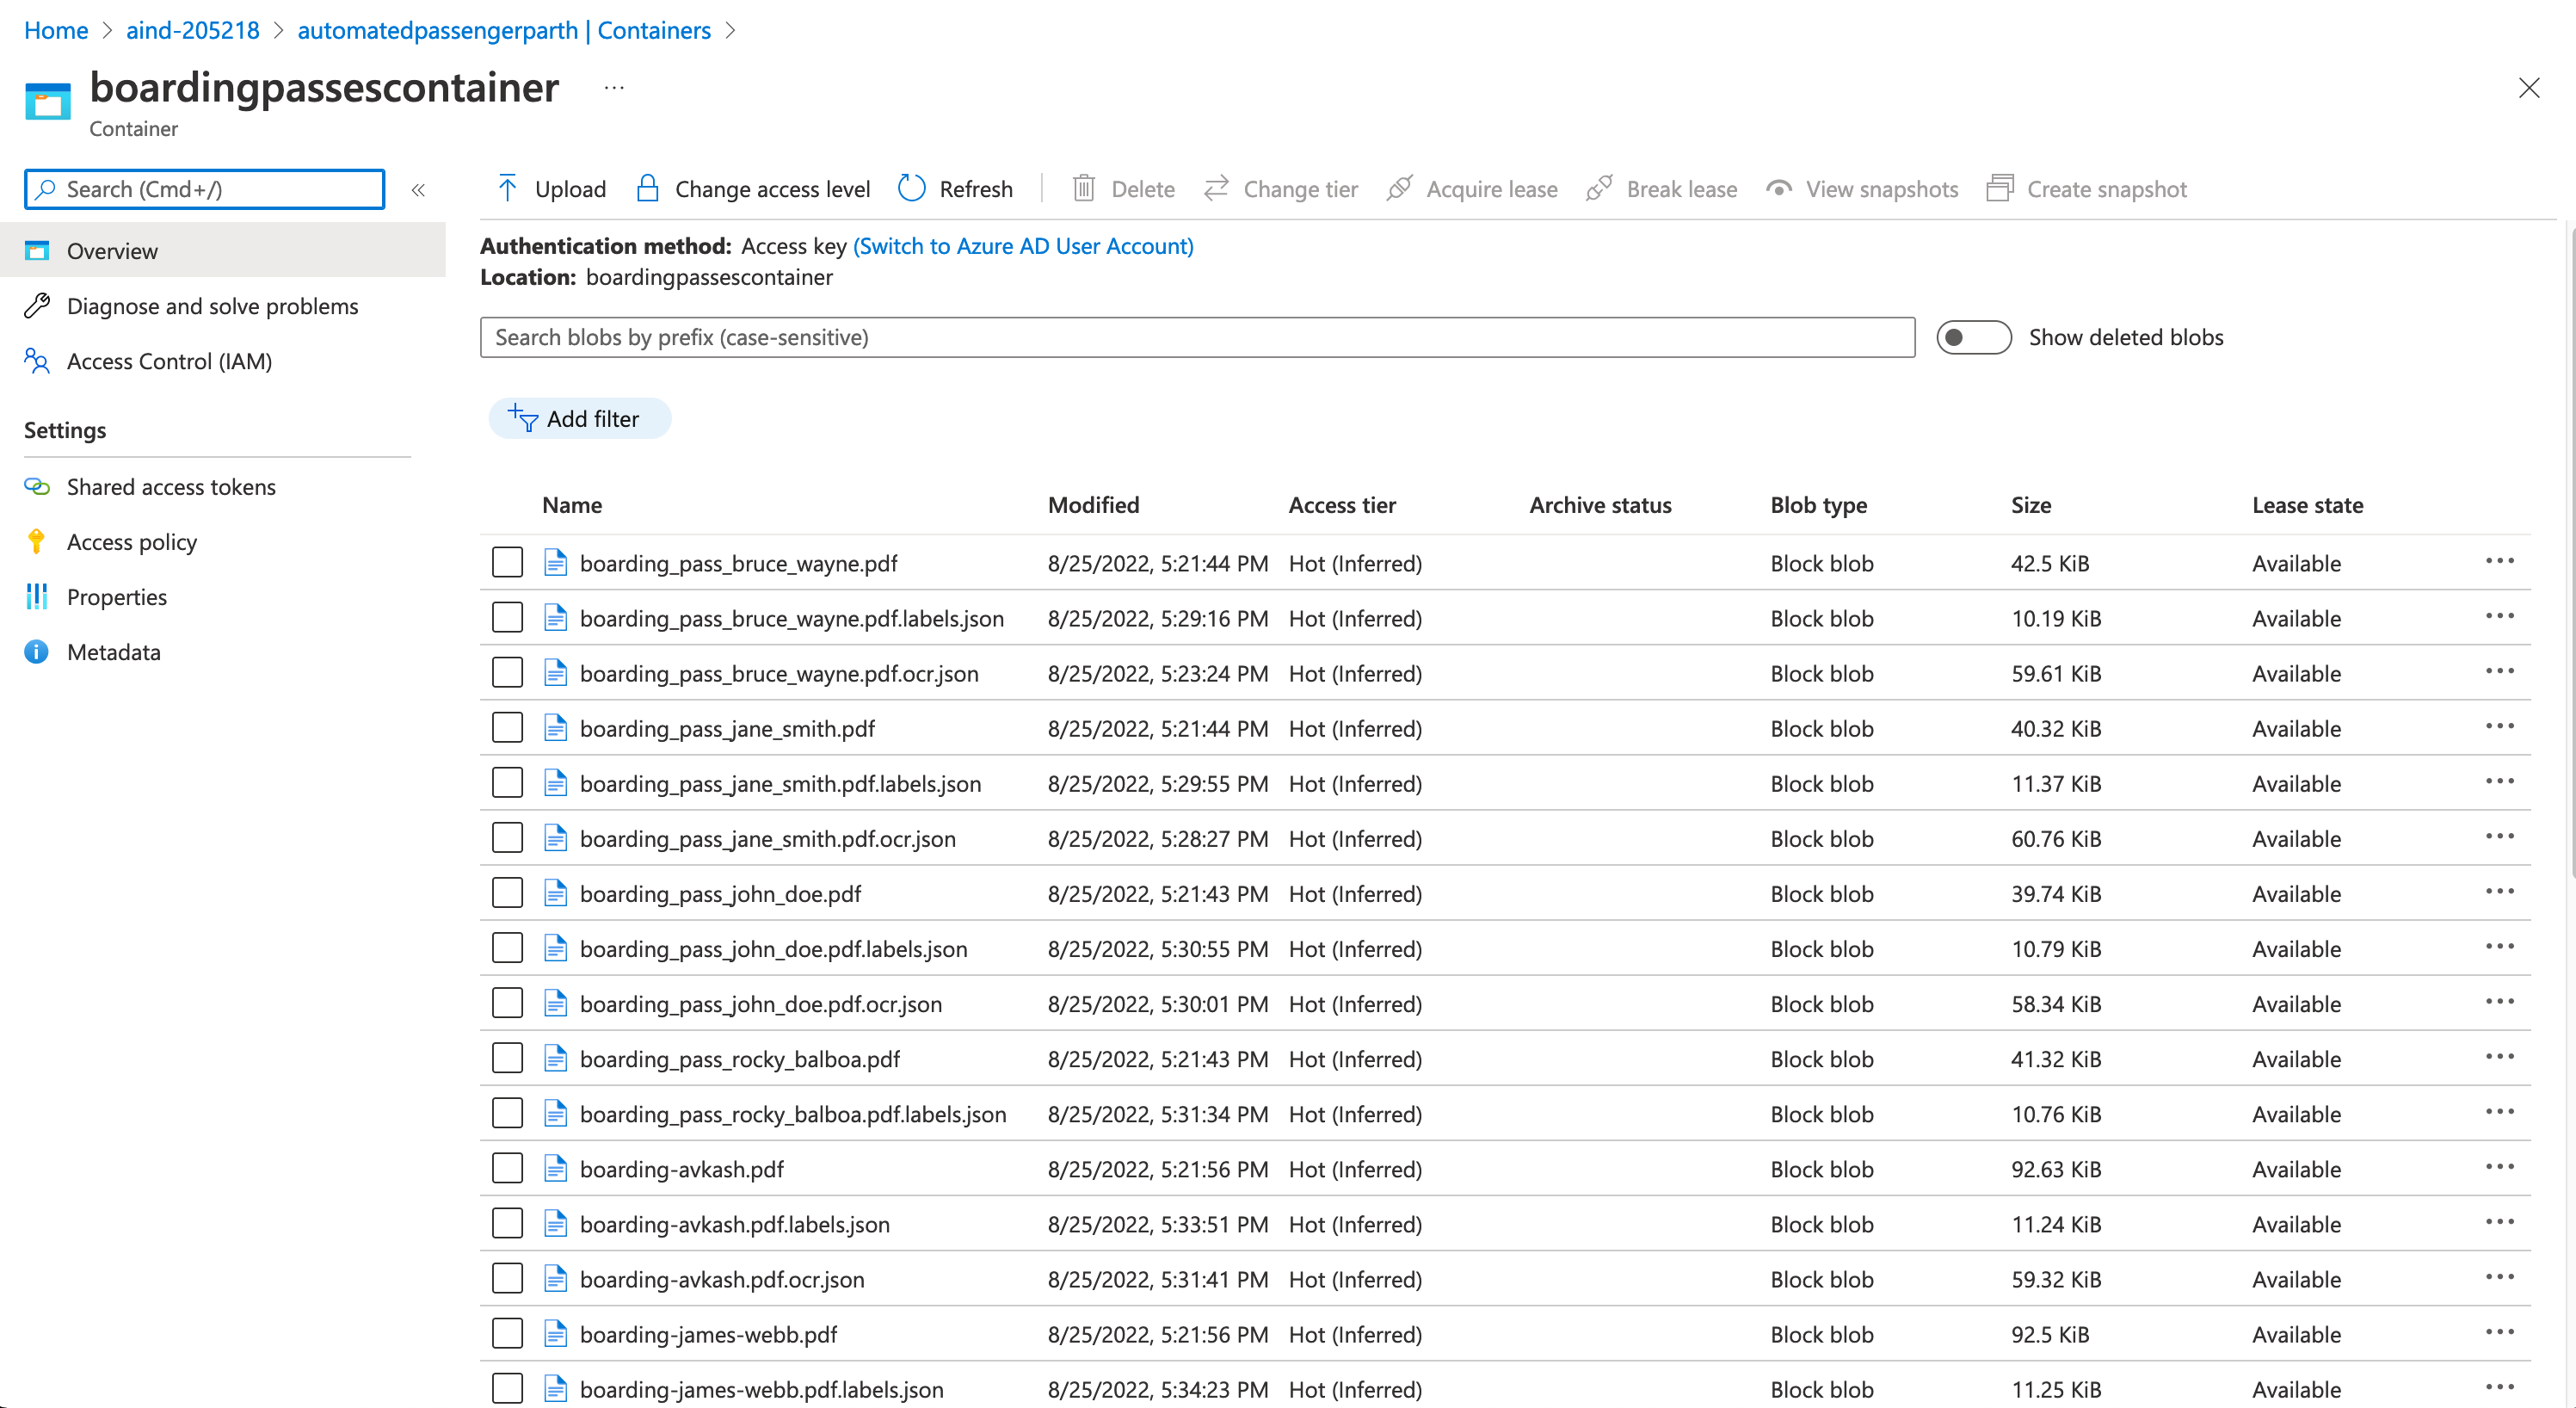 Home > aind-205218 > automatedpassengerparth | Containers >
boardingpassescontainer ...
Container
Search (Cmd+/) «
Upload Change access level Refresh Delete Change tier Acquire lease Break lease View snapshots Create snapshot
Overview
Diagnose and solve problems
Access Control (IAM)
Settings
Shared access tokens
Access policy
Properties
Metadata
Authentication method: Access key (Switch to Azure AD User Account)
Location: boardingpassescontainer
Search blobs by prefix (case-sensitive) Show deleted blobs
Add filter
Name Modified Access tier Archive status Blob type Size Lease state
boarding_pass_bruce_wayne.pdf 8/25/2022, 5:21:44 PM Hot (Inferred) Block blob 42.5 KiB Available ...
boarding_pass_bruce_wayne.pdf.labels.json 8/25/2022, 5:29:16 PM Hot (Inferred) Block blob 10.19 KiB Available ...
boarding_pass_bruce_wayne.pdf.ocr.json 8/25/2022, 5:23:24 PM Hot (Inferred) Block blob 59.61 KiB Available ...
boarding_pass_jane_smith.pdf 8/25/2022, 5:21:44 PM Hot (Inferred) Block blob 40.32 KiB Available ...
boarding_pass_jane_smith.pdf.labels.json 8/25/2022, 5:29:55 PM Hot (Inferred) Block blob 11.37 KiB Available ...
boarding_pass_jane_smith.pdf.ocr.json 8/25/2022, 5:28:27 PM Hot (Inferred) Block blob 60.76 KiB Available ...
boarding_pass_john_doe.pdf 8/25/2022, 5:21:43 PM Hot (Inferred) Block blob 39.74 KiB Available ...
boarding_pass_john_doe.pdf.labels.json 8/25/2022, 5:30:55 PM Hot (Inferred) Block blob 10.79 KiB Available ...
boarding_pass_john_doe.pdf.ocr.json 8/25/2022, 5:30:01 PM Hot (Inferred) Block blob 58.34 KiB Available ...
boarding_pass_rocky_balboa.pdf 8/25/2022, 5:21:43 PM Hot (Inferred) Block blob 41.32 KiB Available ...
boarding_pass_rocky_balboa.pdf.labels.json 8/25/2022, 5:31:34 PM Hot (Inferred) Block blob 10.76 KiB Available ...
boarding-avkash.pdf 8/25/2022, 5:21:56 PM Hot (Inferred) Block blob 92.63 KiB Available ...
boarding-avkash.pdf.labels.json 8/25/2022, 5:33:51 PM Hot (Inferred) Block blob 11.24 KiB Available ...
boarding-avkash.pdf.ocr.json 8/25/2022, 5:31:41 PM Hot (Inferred) Block blob 59.32 KiB Available ...
boarding-james-webb.pdf 8/25/2022, 5:21:56 PM Hot (Inferred) Block blob 92.5 KiB Available ...
boarding-james-webb.pdf.labels.json 8/25/2022, 5:34:23 PM Hot (Inferred) Block blob 11.25 KiB Available ...